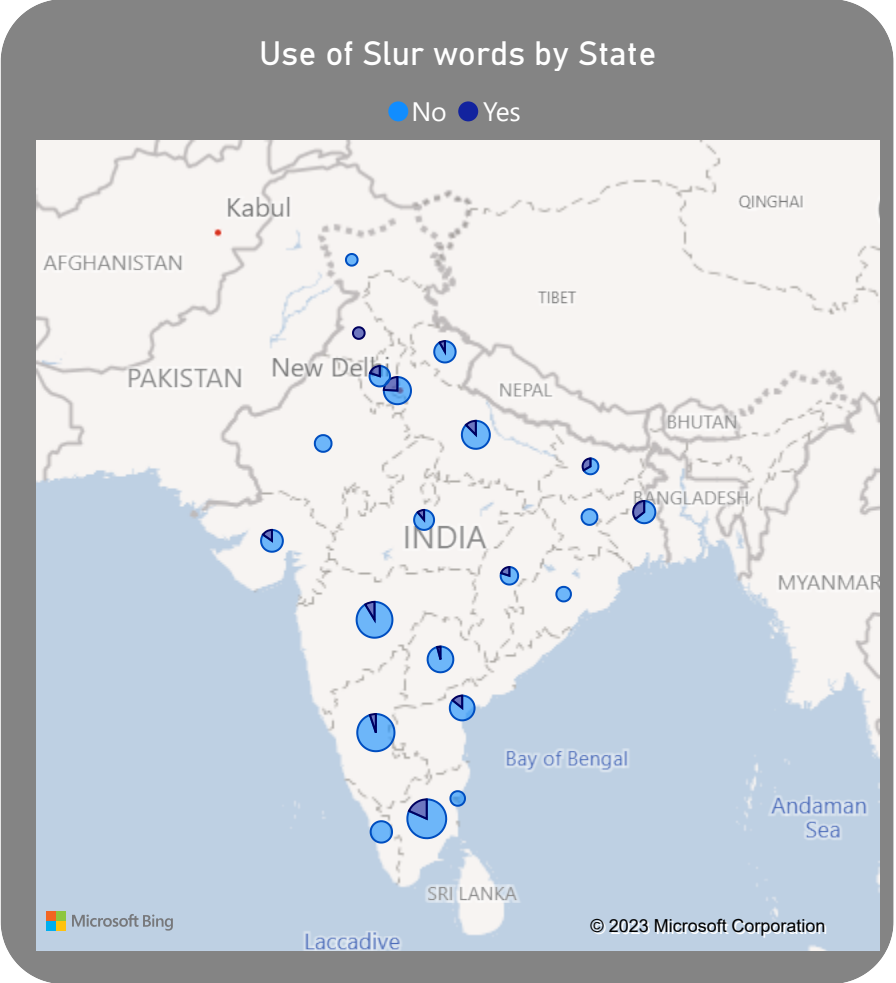 Use of Slur words by State
No Yes
QINGHAI
Kabul
AFGHANISTAN
TIBET
New Delhi
PAKISTAN
NEPAL
BHUTAN
BANGLADESH
INDIA
MYANMAR
Bay of Bengal
Andaman
Sea
SRI LANKA
Microsoft Bing
© 2023 Microsoft Corporation
Laccadive